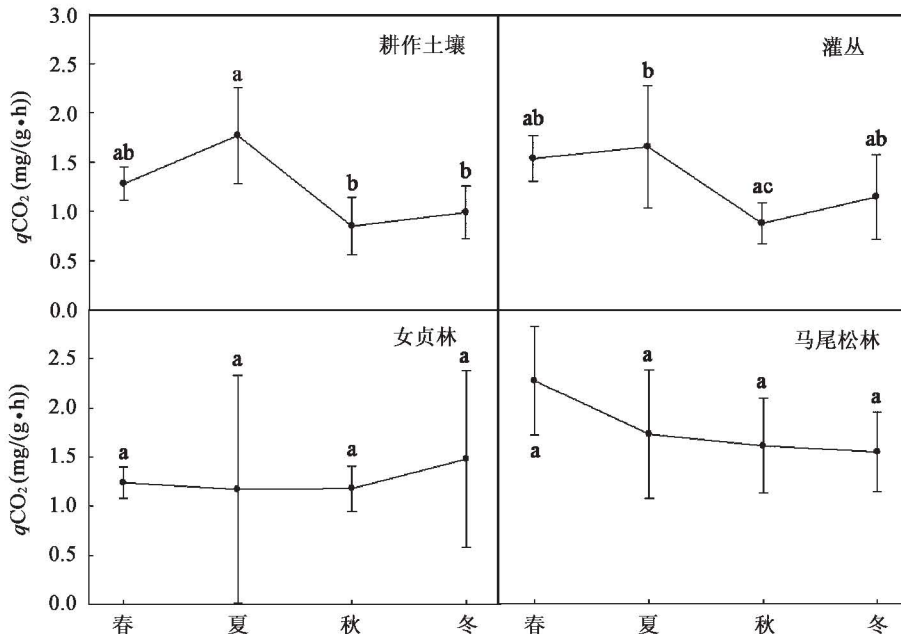 3.0
耕作土壤
灌丛
2.5
a
b
2.0
ab
ab
ab
1.5
b
b
ac
1.0
0.5
0.0
qCO₂ (mg/(g•h))
女贞林
马尾松林
2.5
a
a
a
2.0
a
a
1.5
a
a
a
1.0
0.5
0.0
qCO₂ (mg/(g•h))
春 夏 秋 冬 春 夏 秋 冬